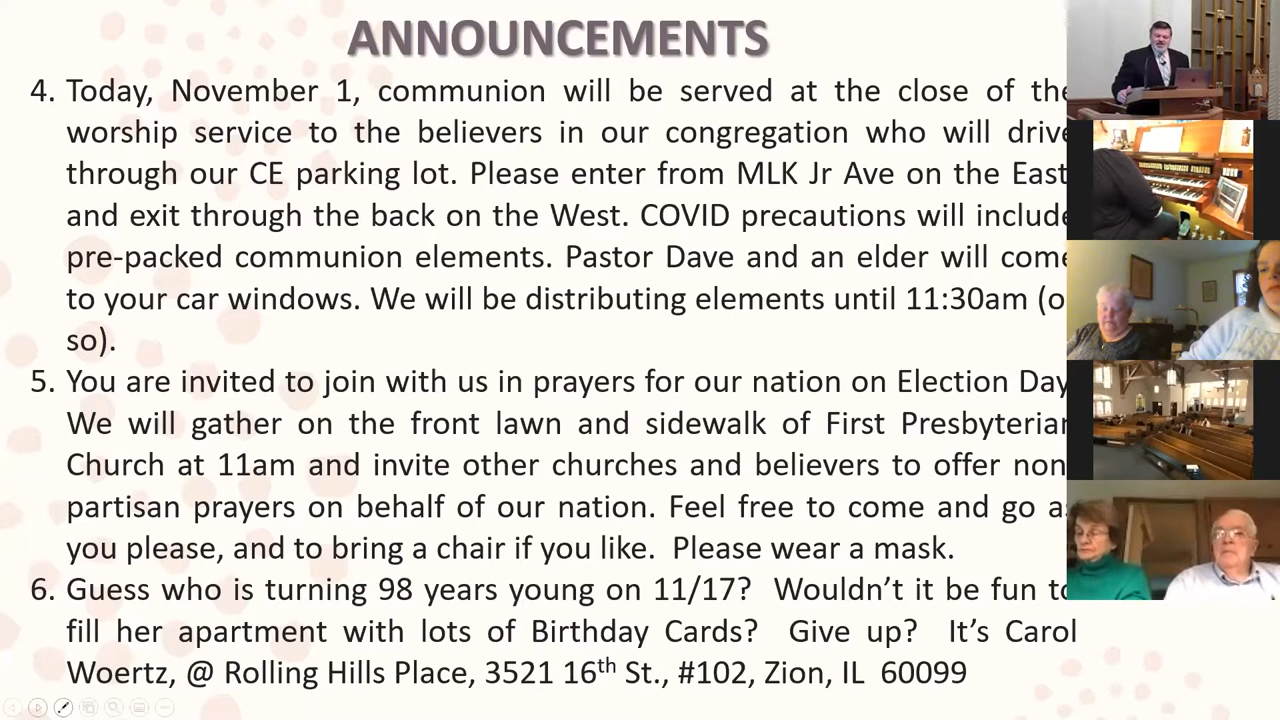 ANNOUNCEMENTS
4. Today, November 1, communion will be served at the close of the
worship service to the believers in our congregation who will drive
through our CE parking lot. Please enter from MLK Jr Ave on the East
and exit through the back on the West. COVID precautions will include
pre-packed communion elements. Pastor Dave and an elder will come
to your car windows. We will be distributing elements until 11:30am (o
so).
5. You are invited to join with us in prayers for our nation on Election Day
We will gather on the front lawn and sidewalk of First Presbyterian
Church at 11am and invite other churches and believers to offer non
partisan prayers on behalf of our nation. Feel free to come and go as
you please, and to bring a chair if you like. Please wear a mask.
6. Guess who is turning 98 years young on 11/17? Wouldn't it be fun to
fill her apartment with lots of Birthday Cards? Give up? It's Carol
Woertz, @ Rolling Hills Place, 3521 16th St., #102, Zion, IL 60099